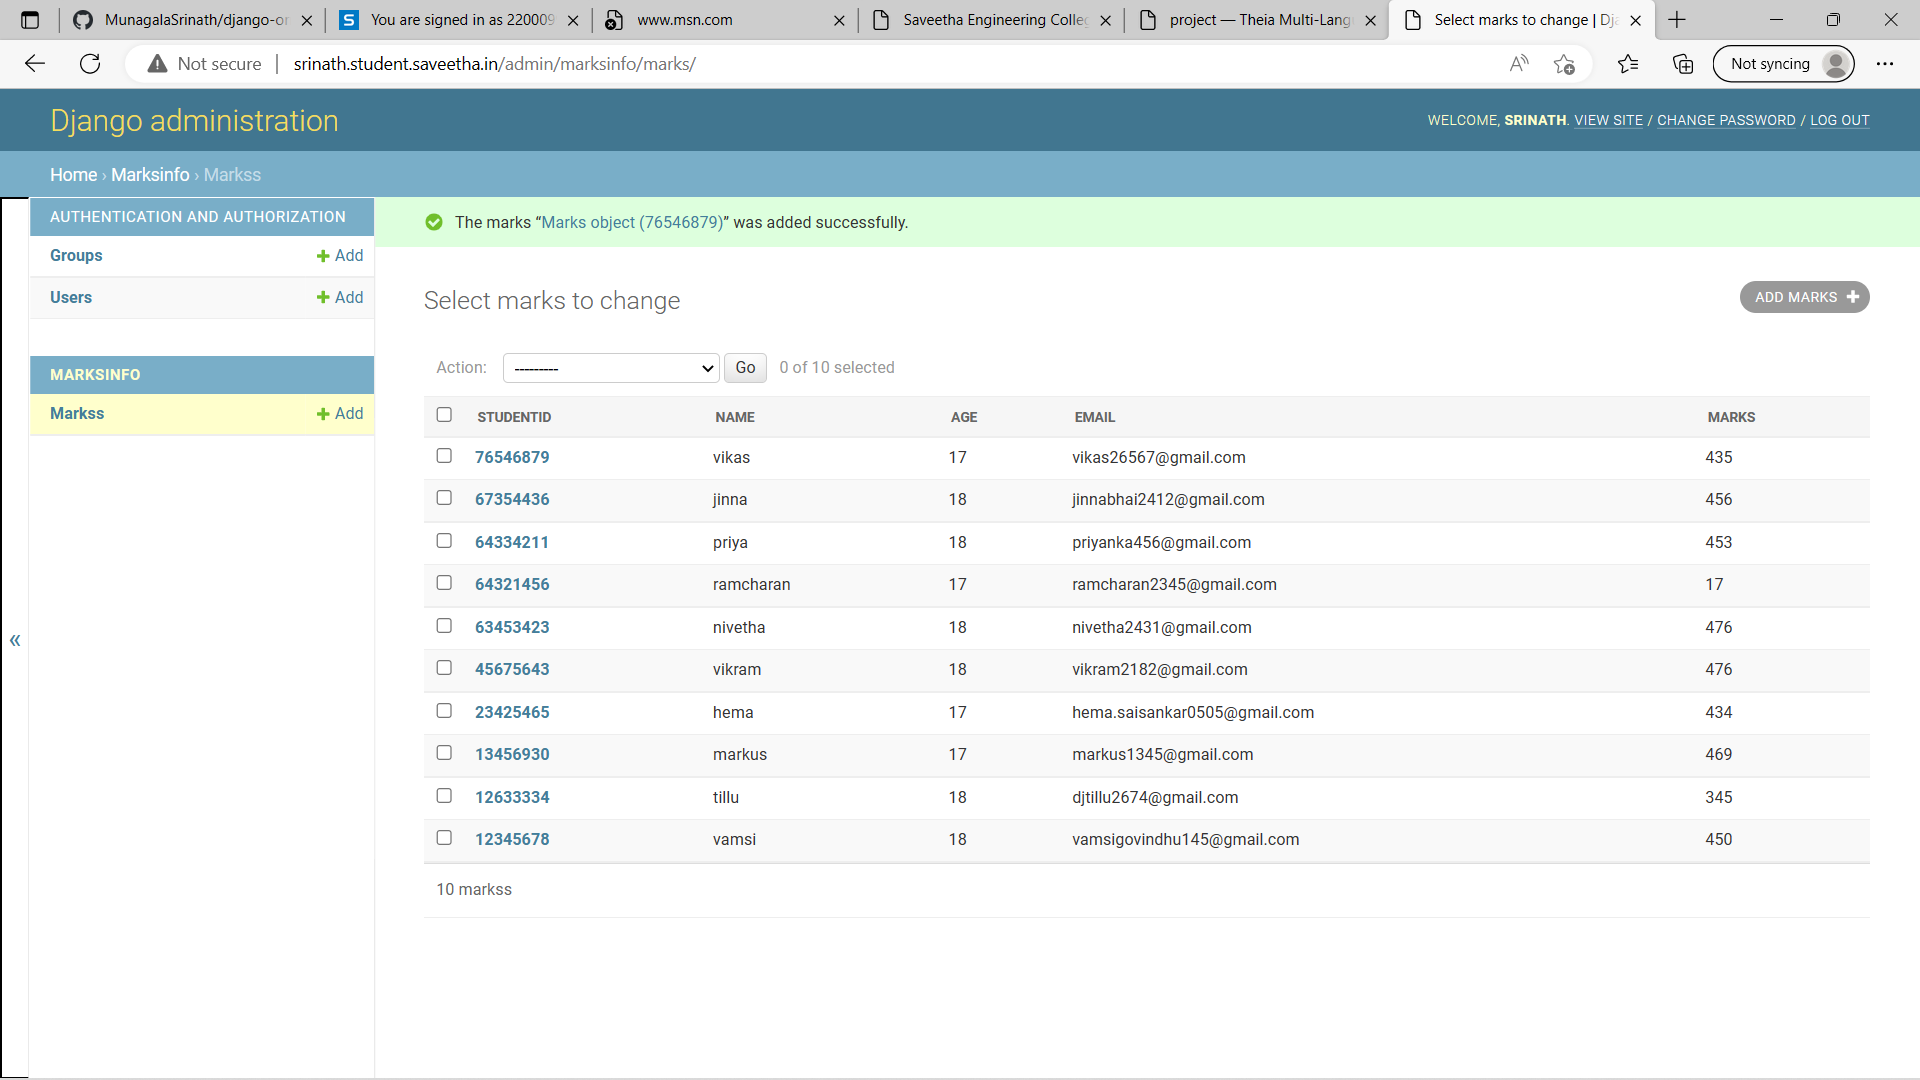 MunagalaSrinath/django-or
You are signed in as 220009
www.msn.com
Saveetha Engineering Colleg
project — Theia Multi-Lang
Select marks to change | Dja
Not secure
srinath.student.saveetha.in/admin/marksinfo/marks/
Not syncing
Django administration
WELCOME, SRINATH. VIEW SITE / CHANGE PASSWORD / LOG OUT
Home › Marksinfo › Markss
AUTHENTICATION AND AUTHORIZATION
Groups Add
Users Add
MARKSINFO
Markss Add
The marks “Marks object (76546879)” was added successfully.
Select marks to change
ADD MARKS
Action: --------- Go 0 of 10 selected
STUDENTID NAME AGE EMAIL MARKS
76546879 vikas 17 vikas26567@gmail.com 435
67354436 jinna 18 jinnabhai2412@gmail.com 456
64334211 priya 18 priyanka456@gmail.com 453
64321456 ramcharan 17 ramcharan2345@gmail.com 17
63453423 nivetha 18 nivetha2431@gmail.com 476
45675643 vikram 18 vikram2182@gmail.com 476
23425465 hema 17 hema.saisankar0505@gmail.com 434
13456930 markus 17 markus1345@gmail.com 469
12633334 tillu 18 djtillu2674@gmail.com 345
12345678 vamsi 18 vamsigovindhu145@gmail.com 450
10 markss